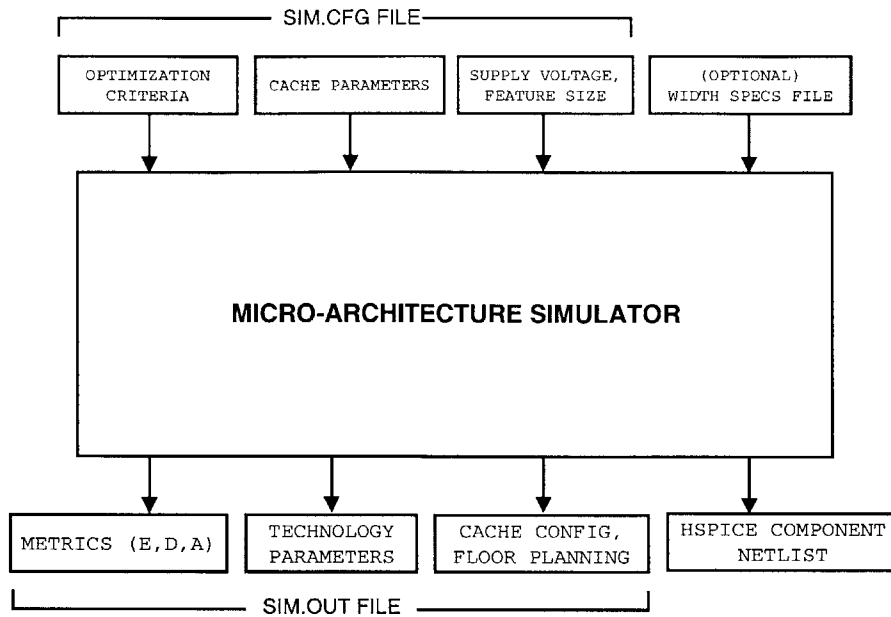 SIM.CFG FILE
OPTIMIZATION
CRITERIA
CACHE PARAMETERS
SUPPLY VOLTAGE,
FEATURE SIZE
(OPTIONAL)
WIDTH SPECS FILE
MICRO-ARCHITECTURE SIMULATOR
METRICS (E,D,A)
TECHNOLOGY
PARAMETERS
CACHE CONFIG,
FLOOR PLANNING
HSPICE COMPONENT
NETLIST
SIM.OUT FILE